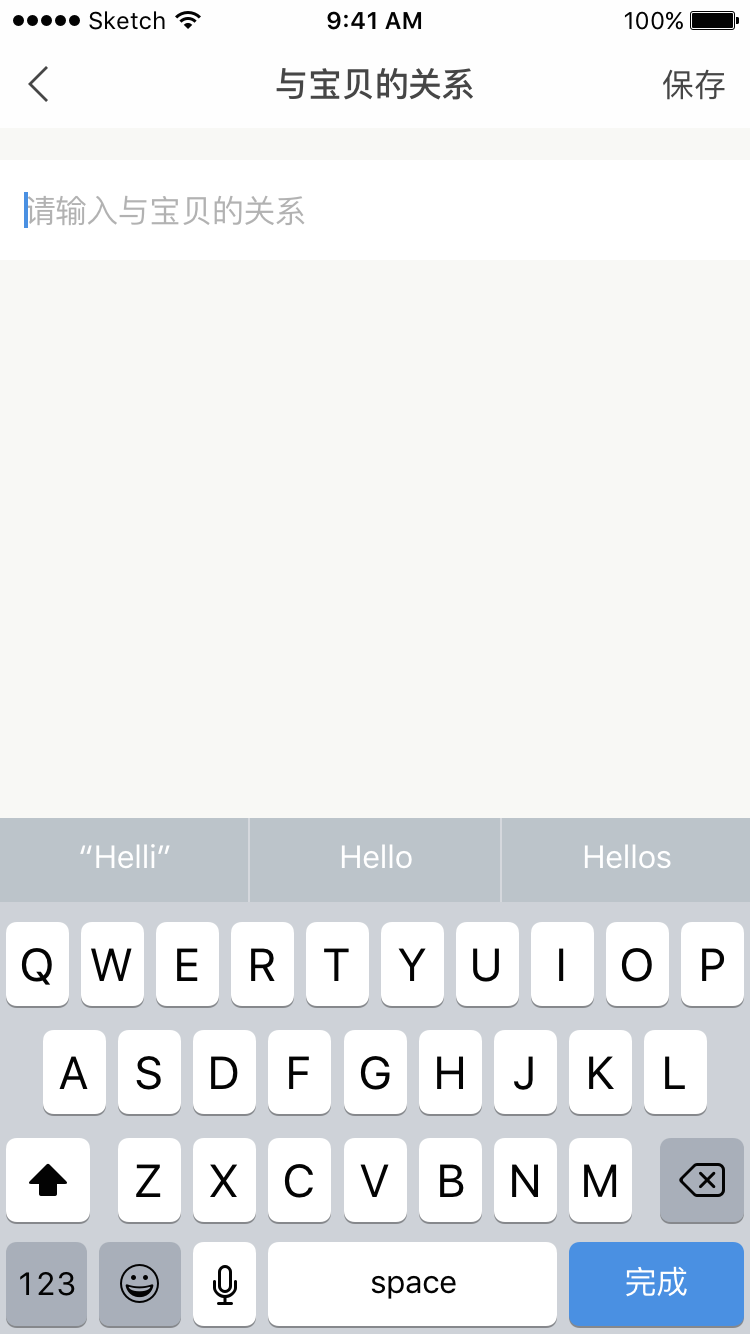 Sketch 9:41 AM 100%
与宝贝的关系 保存
请输入与宝贝的关系
“Helli” Hello Hellos
Q W E R T Y U I O P
A S D F G H J K L
Z X C V B N M
123 space 完成